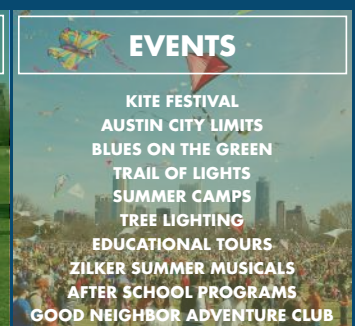 EVENTS
KITE FESTIVAL
AUSTIN CITY LIMITS
BLUES ON THE GREEN
TRAIL OF LIGHTS
SUMMER CAMPS
TREE LIGHTING
EDUCATIONAL TOURS
ZILKER SUMMER MUSICALS
AFTER SCHOOL PROGRAMS
GOOD NEIGHBOR ADVENTURE CLUB